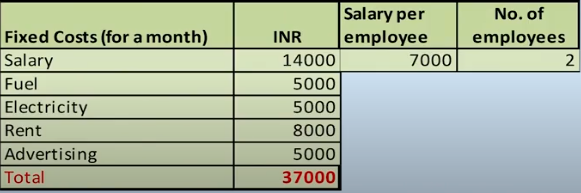 Fixed Costs (for a month) INR Salary per employee No. of employees
Salary 14000 7000 2
Fuel 5000
Electricity 5000
Rent 8000
Advertising 5000
Total 37000